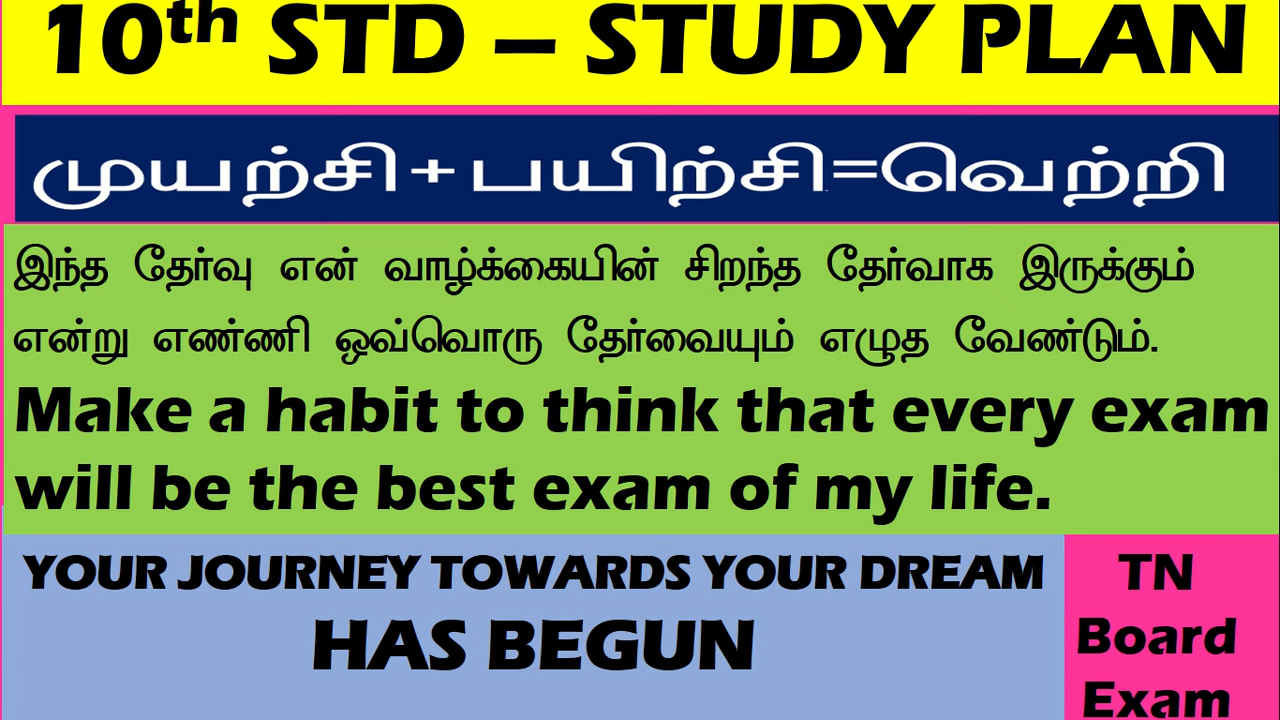 10th STD – STUDY PLAN
முயற்சி+பயிற்சி=வெற்றி
இந்த தேர்வு என் வாழ்க்கையின் சிறந்த தேர்வாக இருக்கும்
என்று எண்ணி ஒவ்வொரு தேர்வையும் எழுத வேண்டும்.
Make a habit to think that every exam
will be the best exam of my life.
YOUR JOURNEY TOWARDS YOUR DREAM
HAS BEGUN
TN
Board
Exam